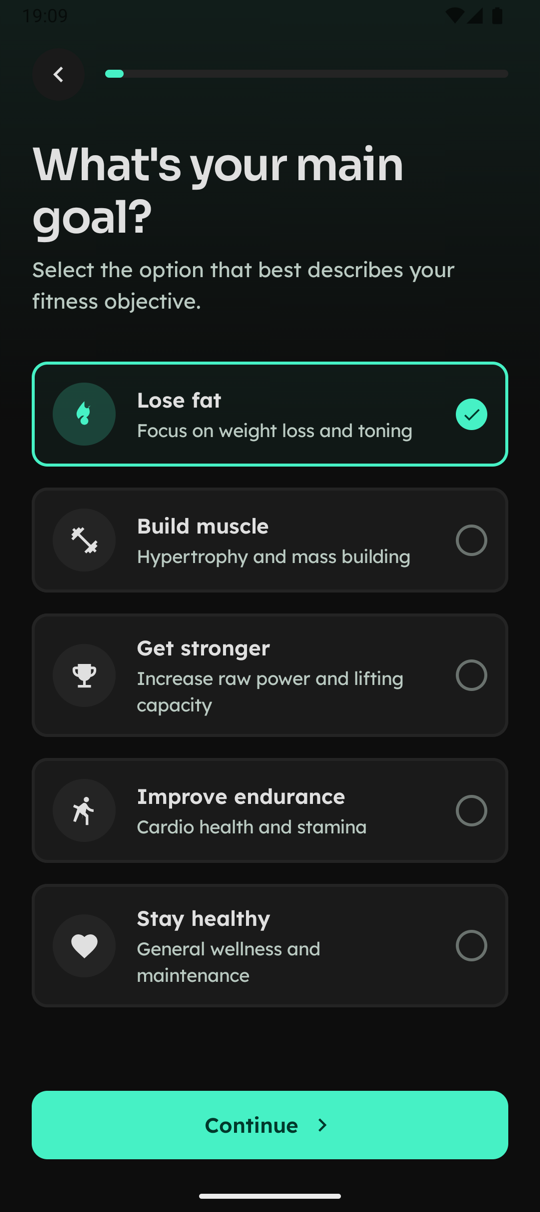 19:09
What's your main
goal?
Select the option that best describes your
fitness objective.
Lose fat
Focus on weight loss and toning
Build muscle
Hypertrophy and mass building
Get stronger
Increase raw power and lifting
capacity
Improve endurance
Cardio health and stamina
Stay healthy
General wellness and
maintenance
Continue